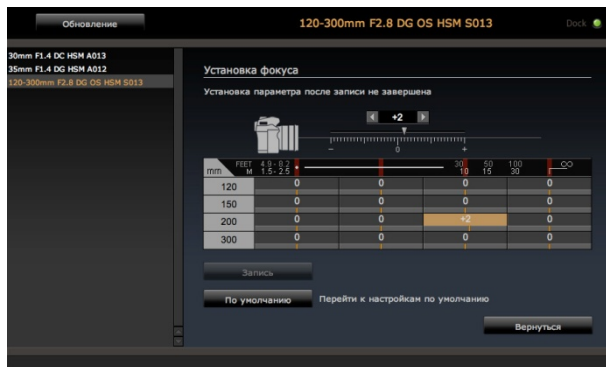 Обновление
120-300mm F2.8 DG OS HSM S013
Dock
30mm F1.4 DC HSM A013
35mm F1.4 DG HSM A012
120-300mm F2.8 DG OS HSM S013
Установка фокуса
Установка параметра после записи не завершена
+2
- 0 +
mm FEET 4.9-8.2 30 50 100 ∞
M 1.5-2.5 10 15 30
120 0 0 0 0
150 0 0 0 0
200 0 0 +2 0
300 0 0 0 0
Запись
По умолчанию Перейти к настройкам по умолчанию
Вернуться